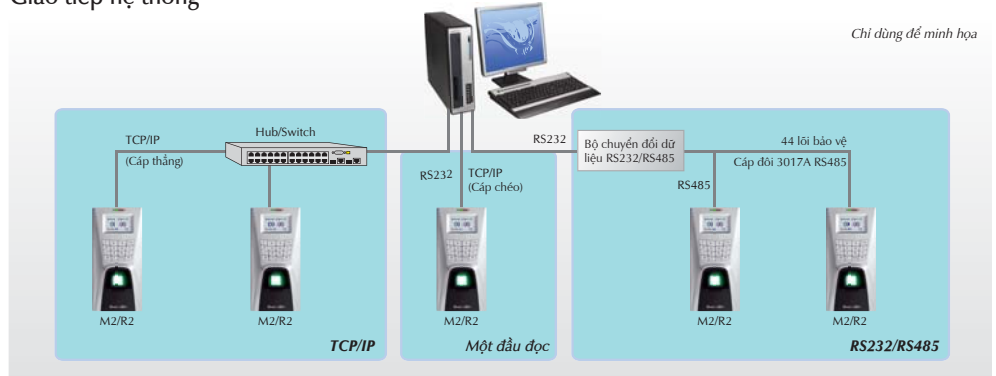 Giao tiếp hệ thống
Chỉ dùng để minh họa
TCP/IP
(Cáp thẳng)
Hub/Switch
RS232
TCP/IP
(Cáp chéo)
RS232
Bộ chuyển đổi dữ
liệu RS232/RS485
44 lõi bảo vệ
Cáp đôi 3017A RS485
RS485
M2/R2
M2/R2
M2/R2
M2/R2
M2/R2
TCP/IP
Một đầu đọc
RS232/RS485